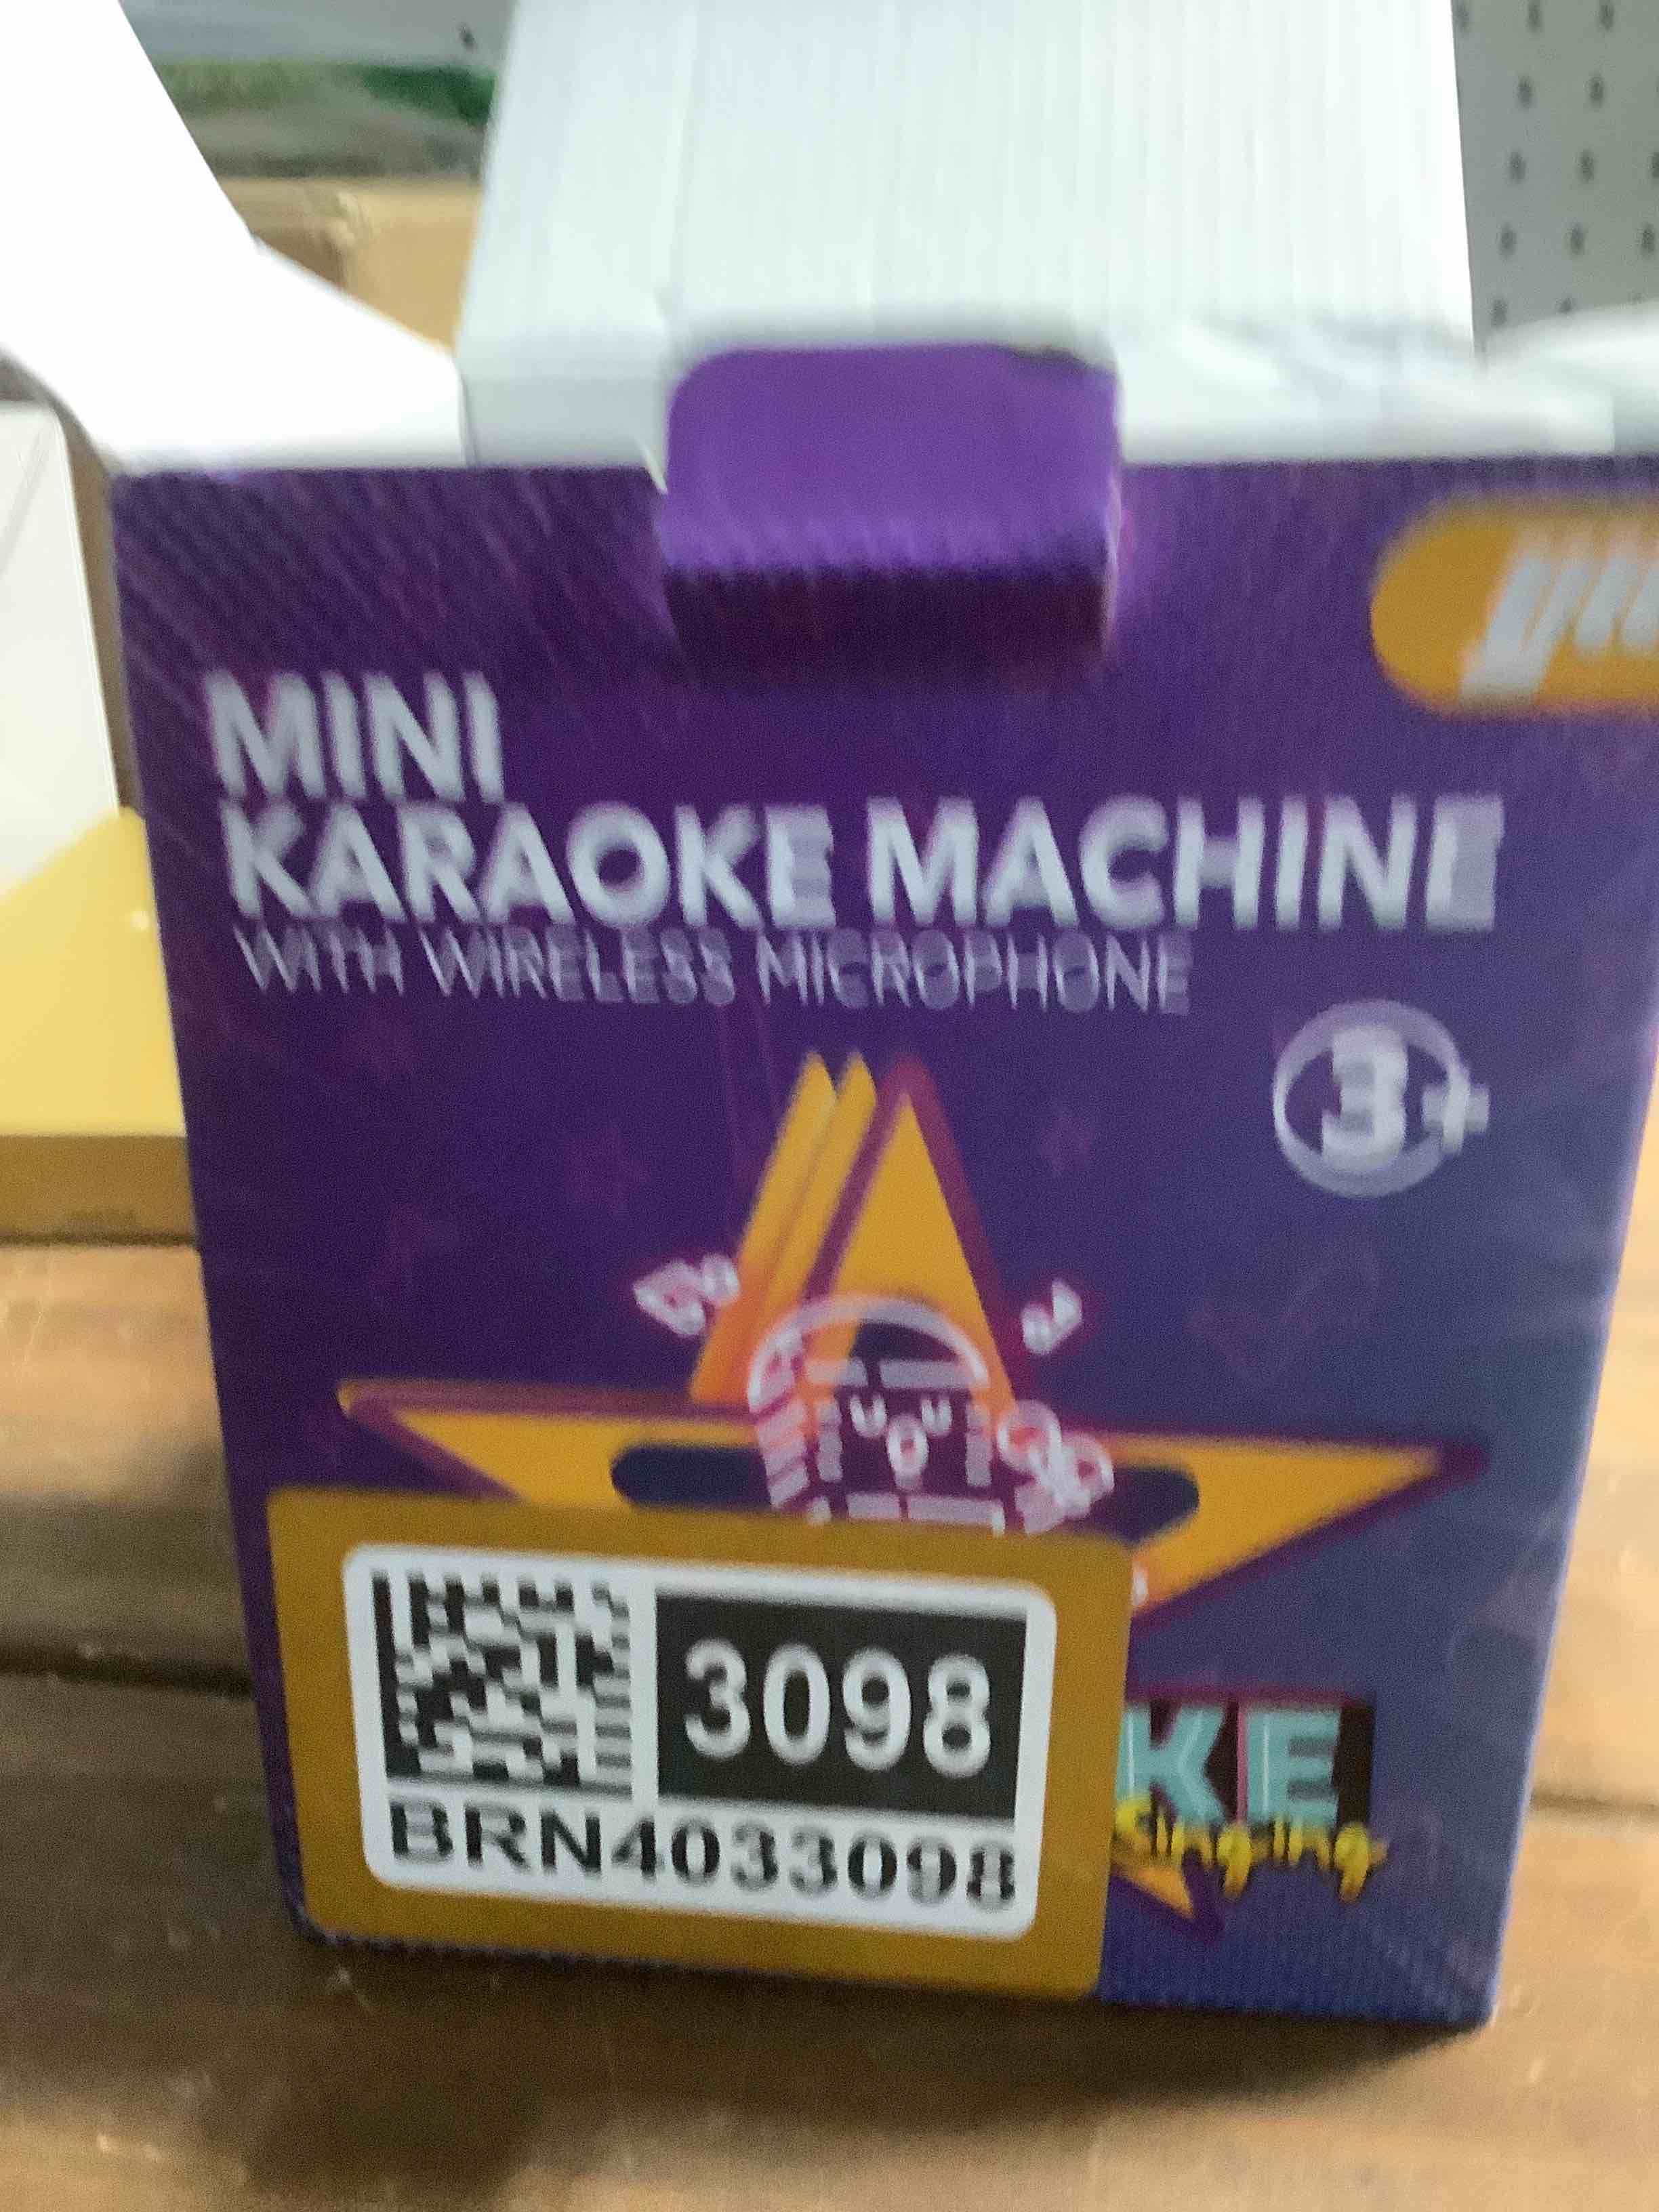 MINI
KARAOKE MACHINE
WITH WIRELESS MICROPHONE
3+
KE
Singing
3098
BRN4033098